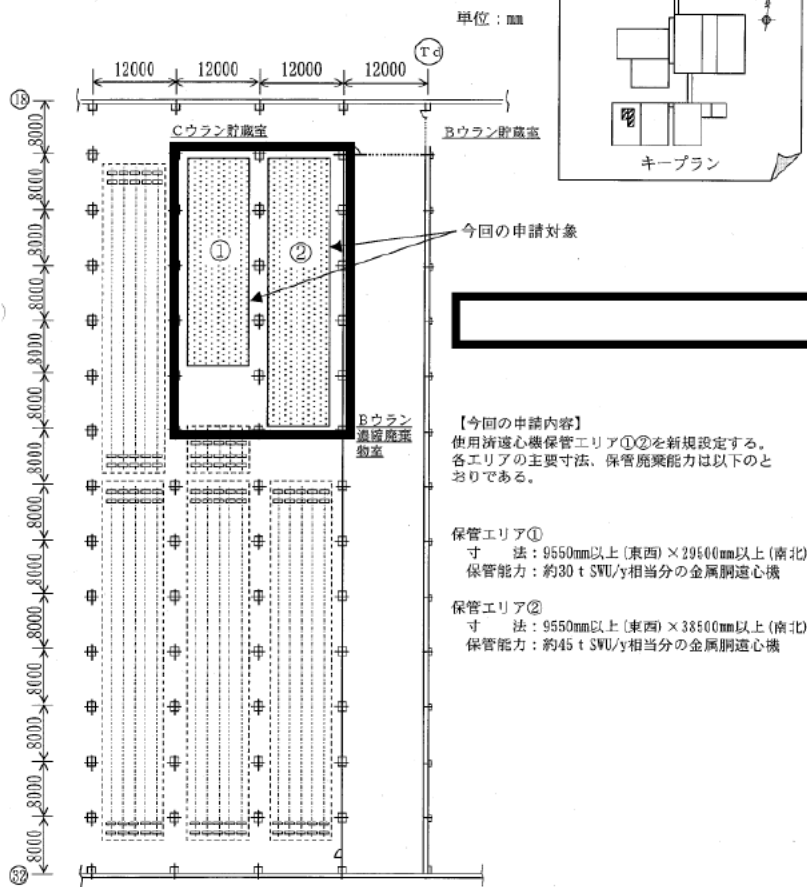 単位：mm
Td
12000
12000
12000
12000
18
Cウラン貯蔵室
Bウラン貯蔵室
キープラン
8000
8000
8000
8000
8000
8000
8000
8000
8000
8000
8000
8000
8000
8000
①
②
今回の申請対象
Bウラン
濃縮廃棄
物室
【今回の申請内容】
使用済遠心機保管エリア①②を新規設定する。
各エリアの主要寸法、保管廃棄能力は以下のと
おりである。
保管エリア①
寸　法：9550mm以上(東西)×29500mm以上(南北)
保管能力：約30ｔSWU/y相当分の金属胴遠心機
保管エリア②
寸　法：9550mm以上(東西)×38500mm以上(南北)
保管能力：約45ｔSWU/y相当分の金属胴遠心機
32